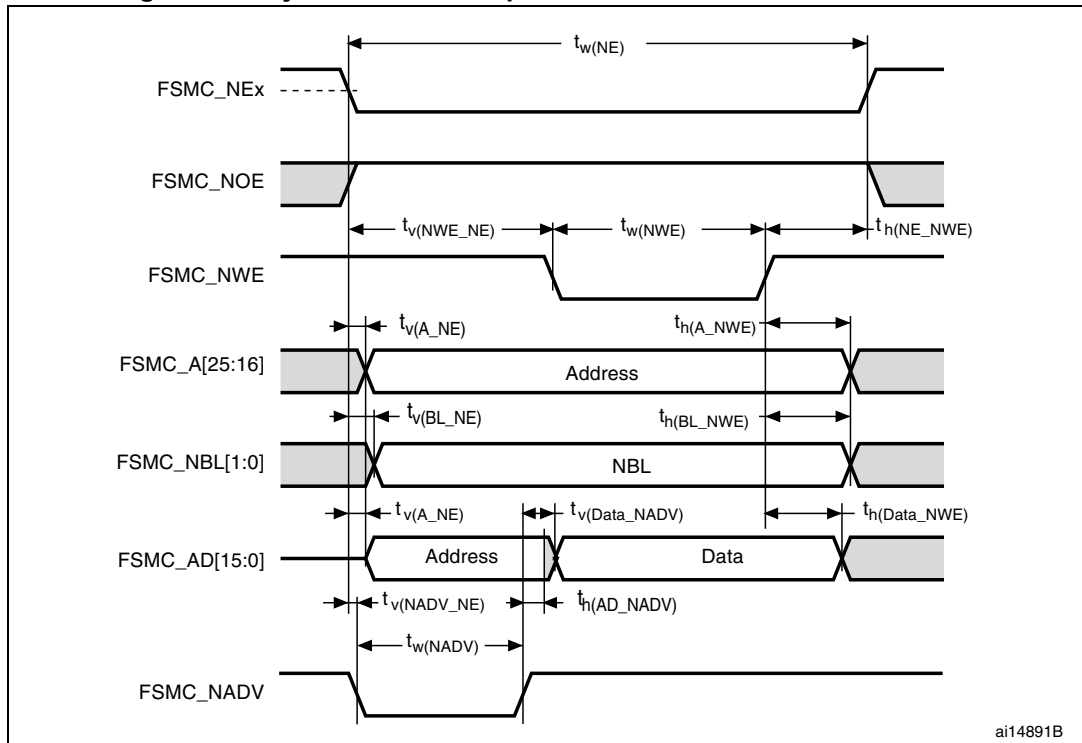 t_w(NE)
FSMC_NEx
FSMC_NOE
t_v(NWE_NE) t_w(NWE) t_h(NE_NWE)
FSMC_NWE
t_v(A_NE) t_h(A_NWE)
FSMC_A[25:16] Address
t_v(BL_NE) t_h(BL_NWE)
FSMC_NBL[1:0] NBL
t_v(A_NE) t_v(Data_NADV) t_h(Data_NWE)
FSMC_AD[15:0] Address Data
t_v(NADV_NE) t_h(AD_NADV)
t_w(NADV)
FSMC_NADV
ai14891B